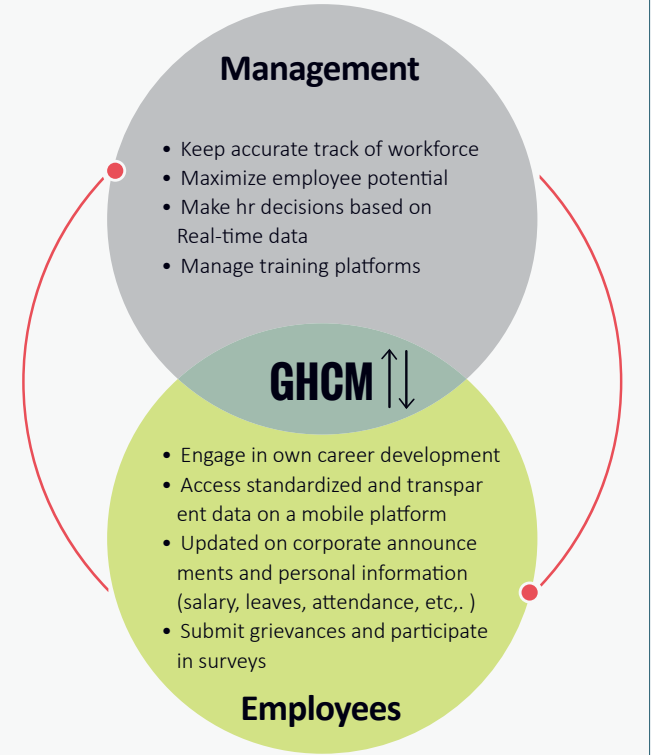 Management
• Keep accurate track of workforce
• Maximize employee potential
• Make hr decisions based on
Real-time data
• Manage training platforms
GHCM
• Engage in own career development
• Access standardized and transpar
ent data on a mobile platform
• Updated on corporate announce
ments and personal information
(salary, leaves, attendance, etc,. )
• Submit grievances and participate
in surveys
Employees